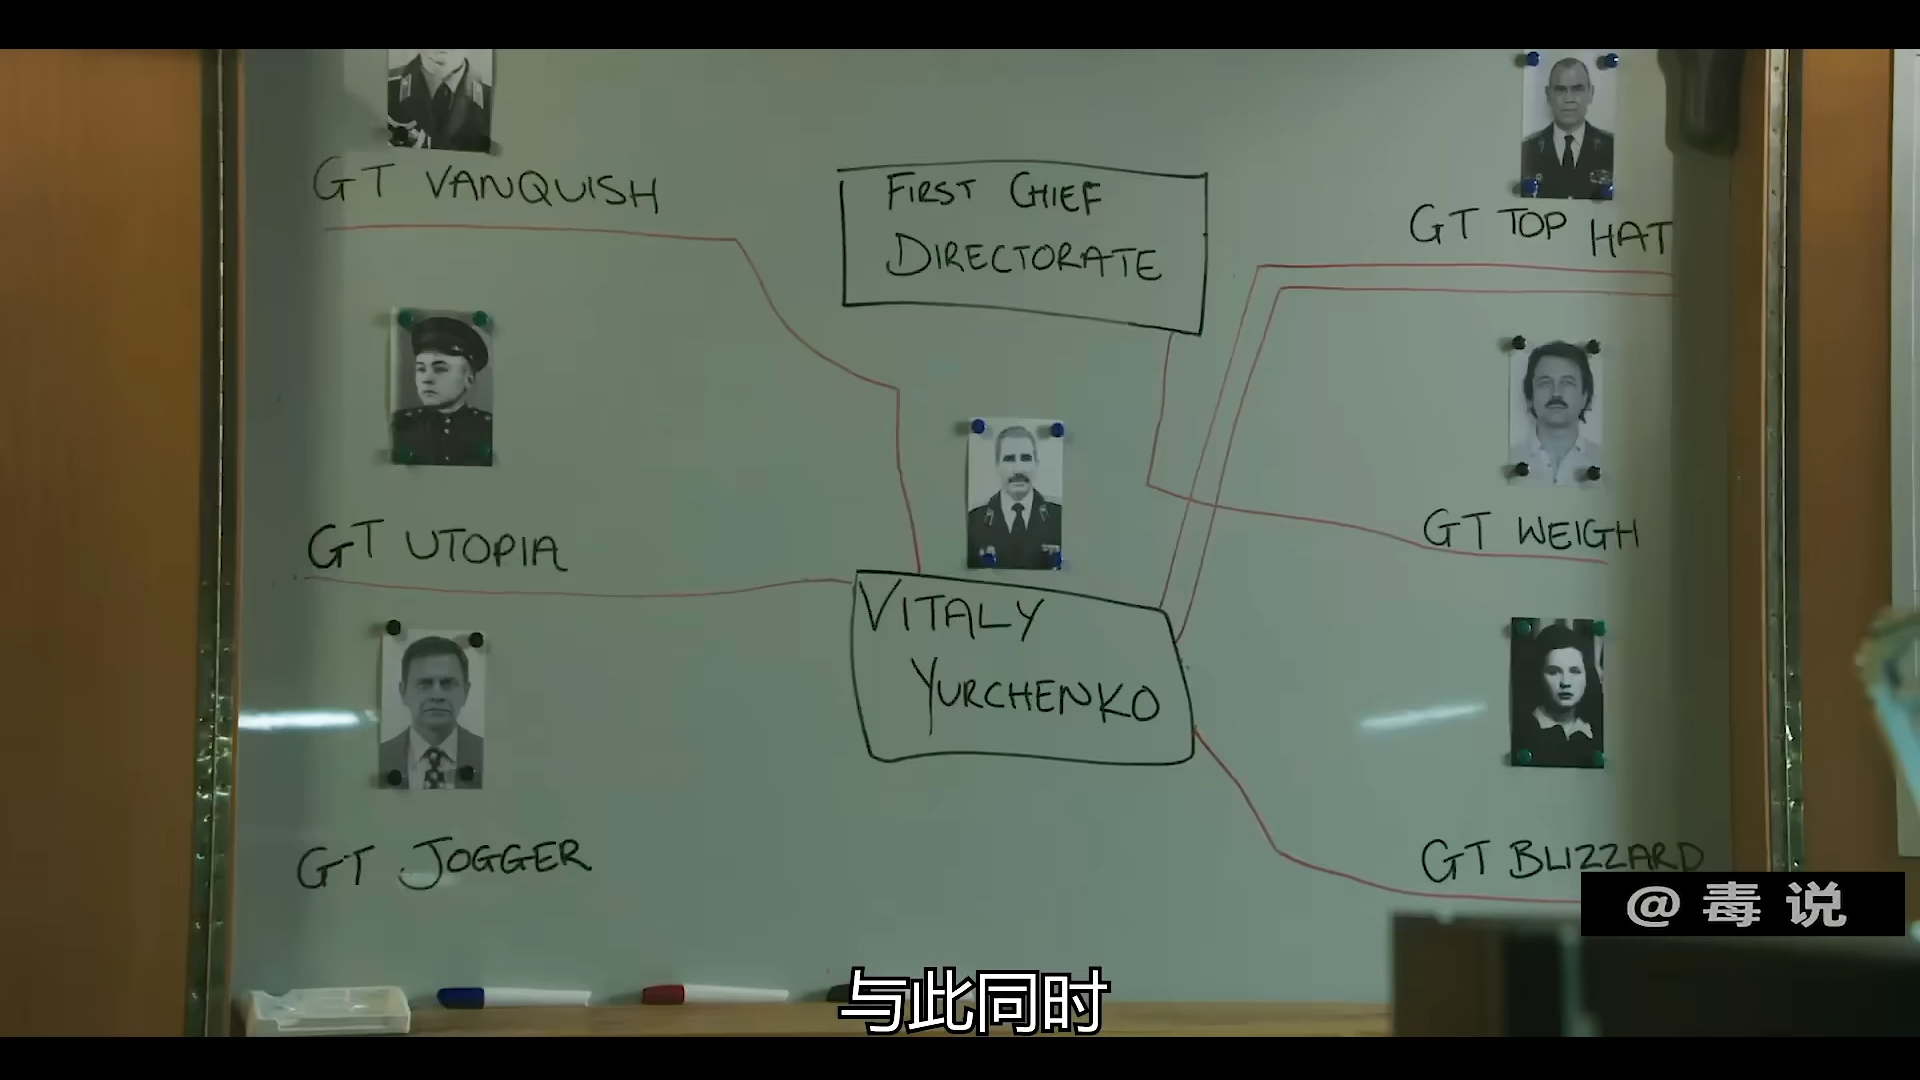 GT VANQUISH
FIRST CHIEF
DIRECTORATE
GT TOP HAT
GT UTOPIA
GT WEIGH
VITALY
YURCHENKO
GT JOGGER
GT BLIZZARD
@毒说
与此同时